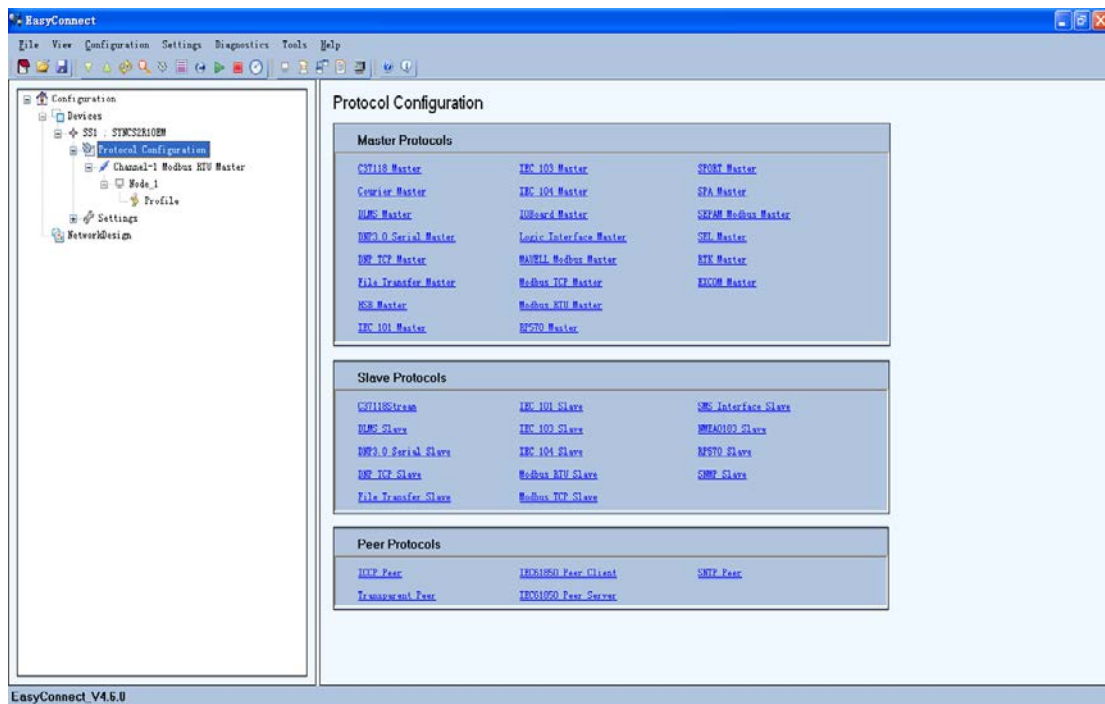 EasyConnect
File View Configuration Settings Diagnostics Tools Help
Configuration
Devices
SS1 : SYNCS2R10EM
Protocol Configuration
Channel-1 Modbus RTU Master
Node_1
Profile
Settings
NetworkDesign
Protocol Configuration
Master Protocols
C37118 Master IEC 103 Master SPORT Master
Courier Master IEC 104 Master SPA Master
DLMS Master IOBoard Master SEPAM Modbus Master
DNP3.0 Serial Master Logic Interface Master SEL Master
DNP TCP Master Modbus Master RTK Master
File Transfer Master Modbus TCP Master EXCOM Master
Master Modbus RTU Master
IEC 101 Master RP570 Master
Slave Protocols
C37118Stream IEC 101 Slave SMS Interface Slave
DLMS Slave IEC 103 Slave NMEA0183 Slave
DNP3.0 Serial Slave IEC 104 Slave RP570 Slave
DNP TCP Slave Modbus RTU Slave SNMP Slave
File Transfer Slave Modbus TCP Slave
Peer Protocols
ICCP Peer IEC61850 Peer Client SNTP Peer
Transparent Peer IEC61850 Peer Server
EasyConnect_V4.6.0